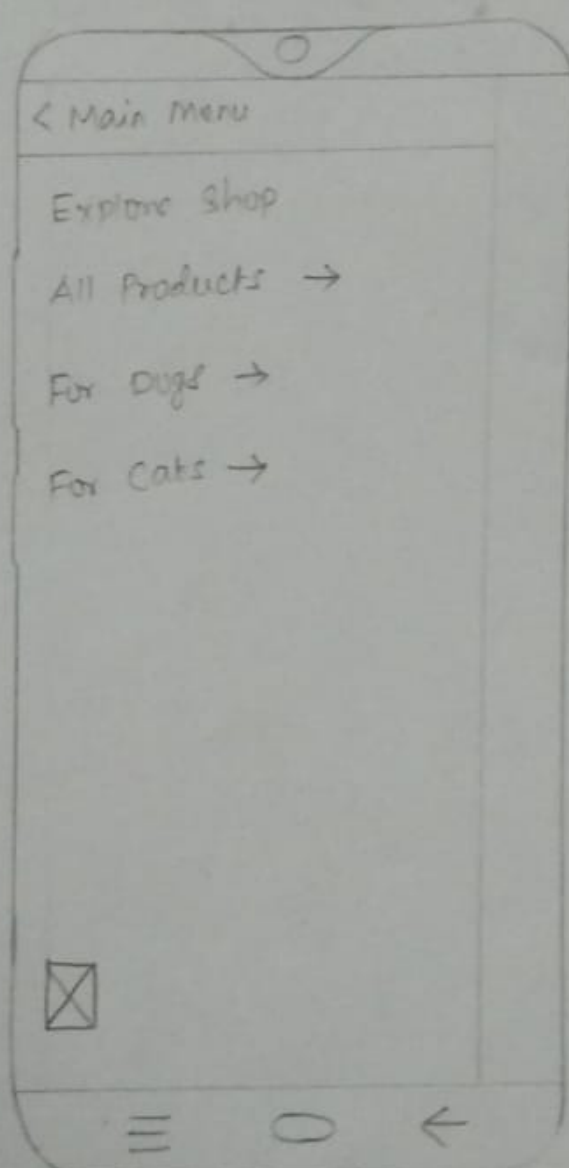 < Main Menu
Explore Shop
All Products →
For Dogs →
For Cats →